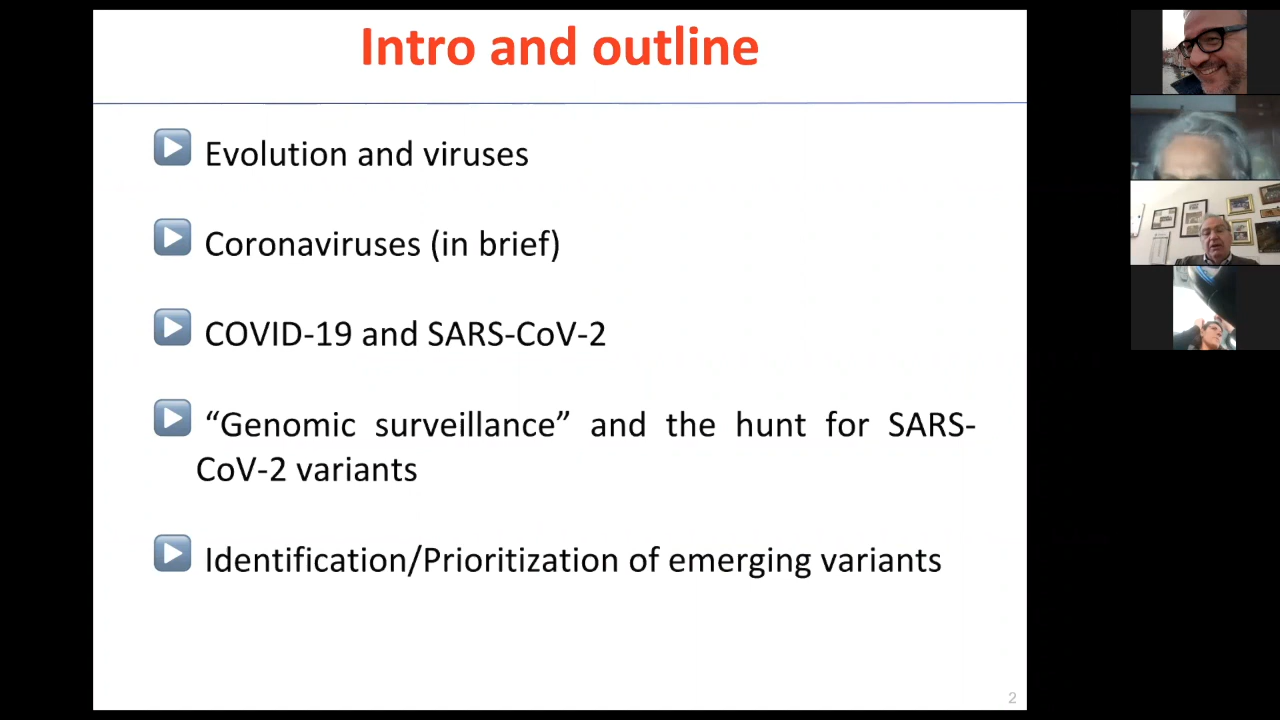 Intro and outline
Evolution and viruses
Coronaviruses (in brief)
COVID-19 and SARS-CoV-2
“Genomic surveillance” and the hunt for SARS-
CoV-2 variants
Identification/Prioritization of emerging variants
2